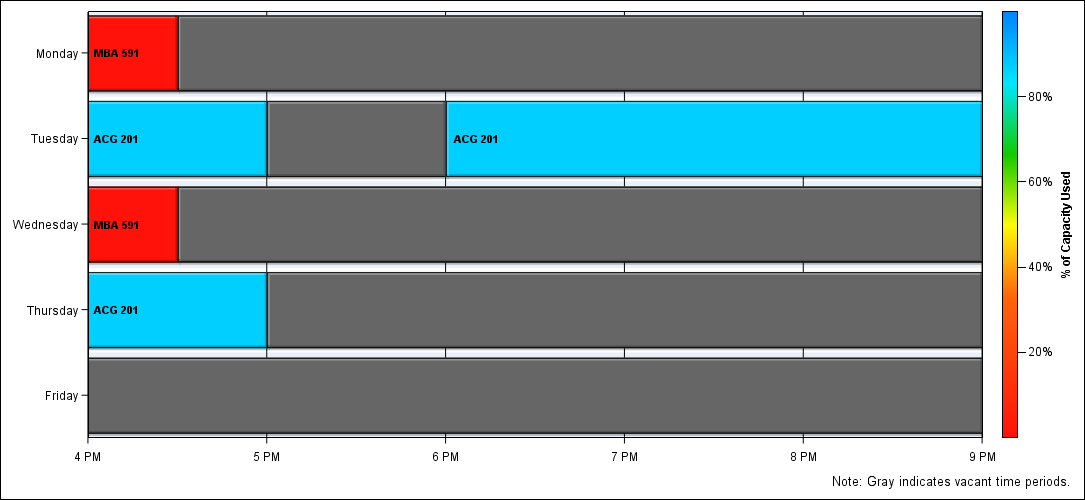 Monday
MBA 591
Tuesday
ACG 201
ACG 201
Wednesday
MBA 591
Thursday
ACG 201
Friday
4 PM
5 PM
6 PM
7 PM
8 PM
9 PM
80%
60%
40%
20%
% of Capacity Used
Note: Gray indicates vacant time periods.